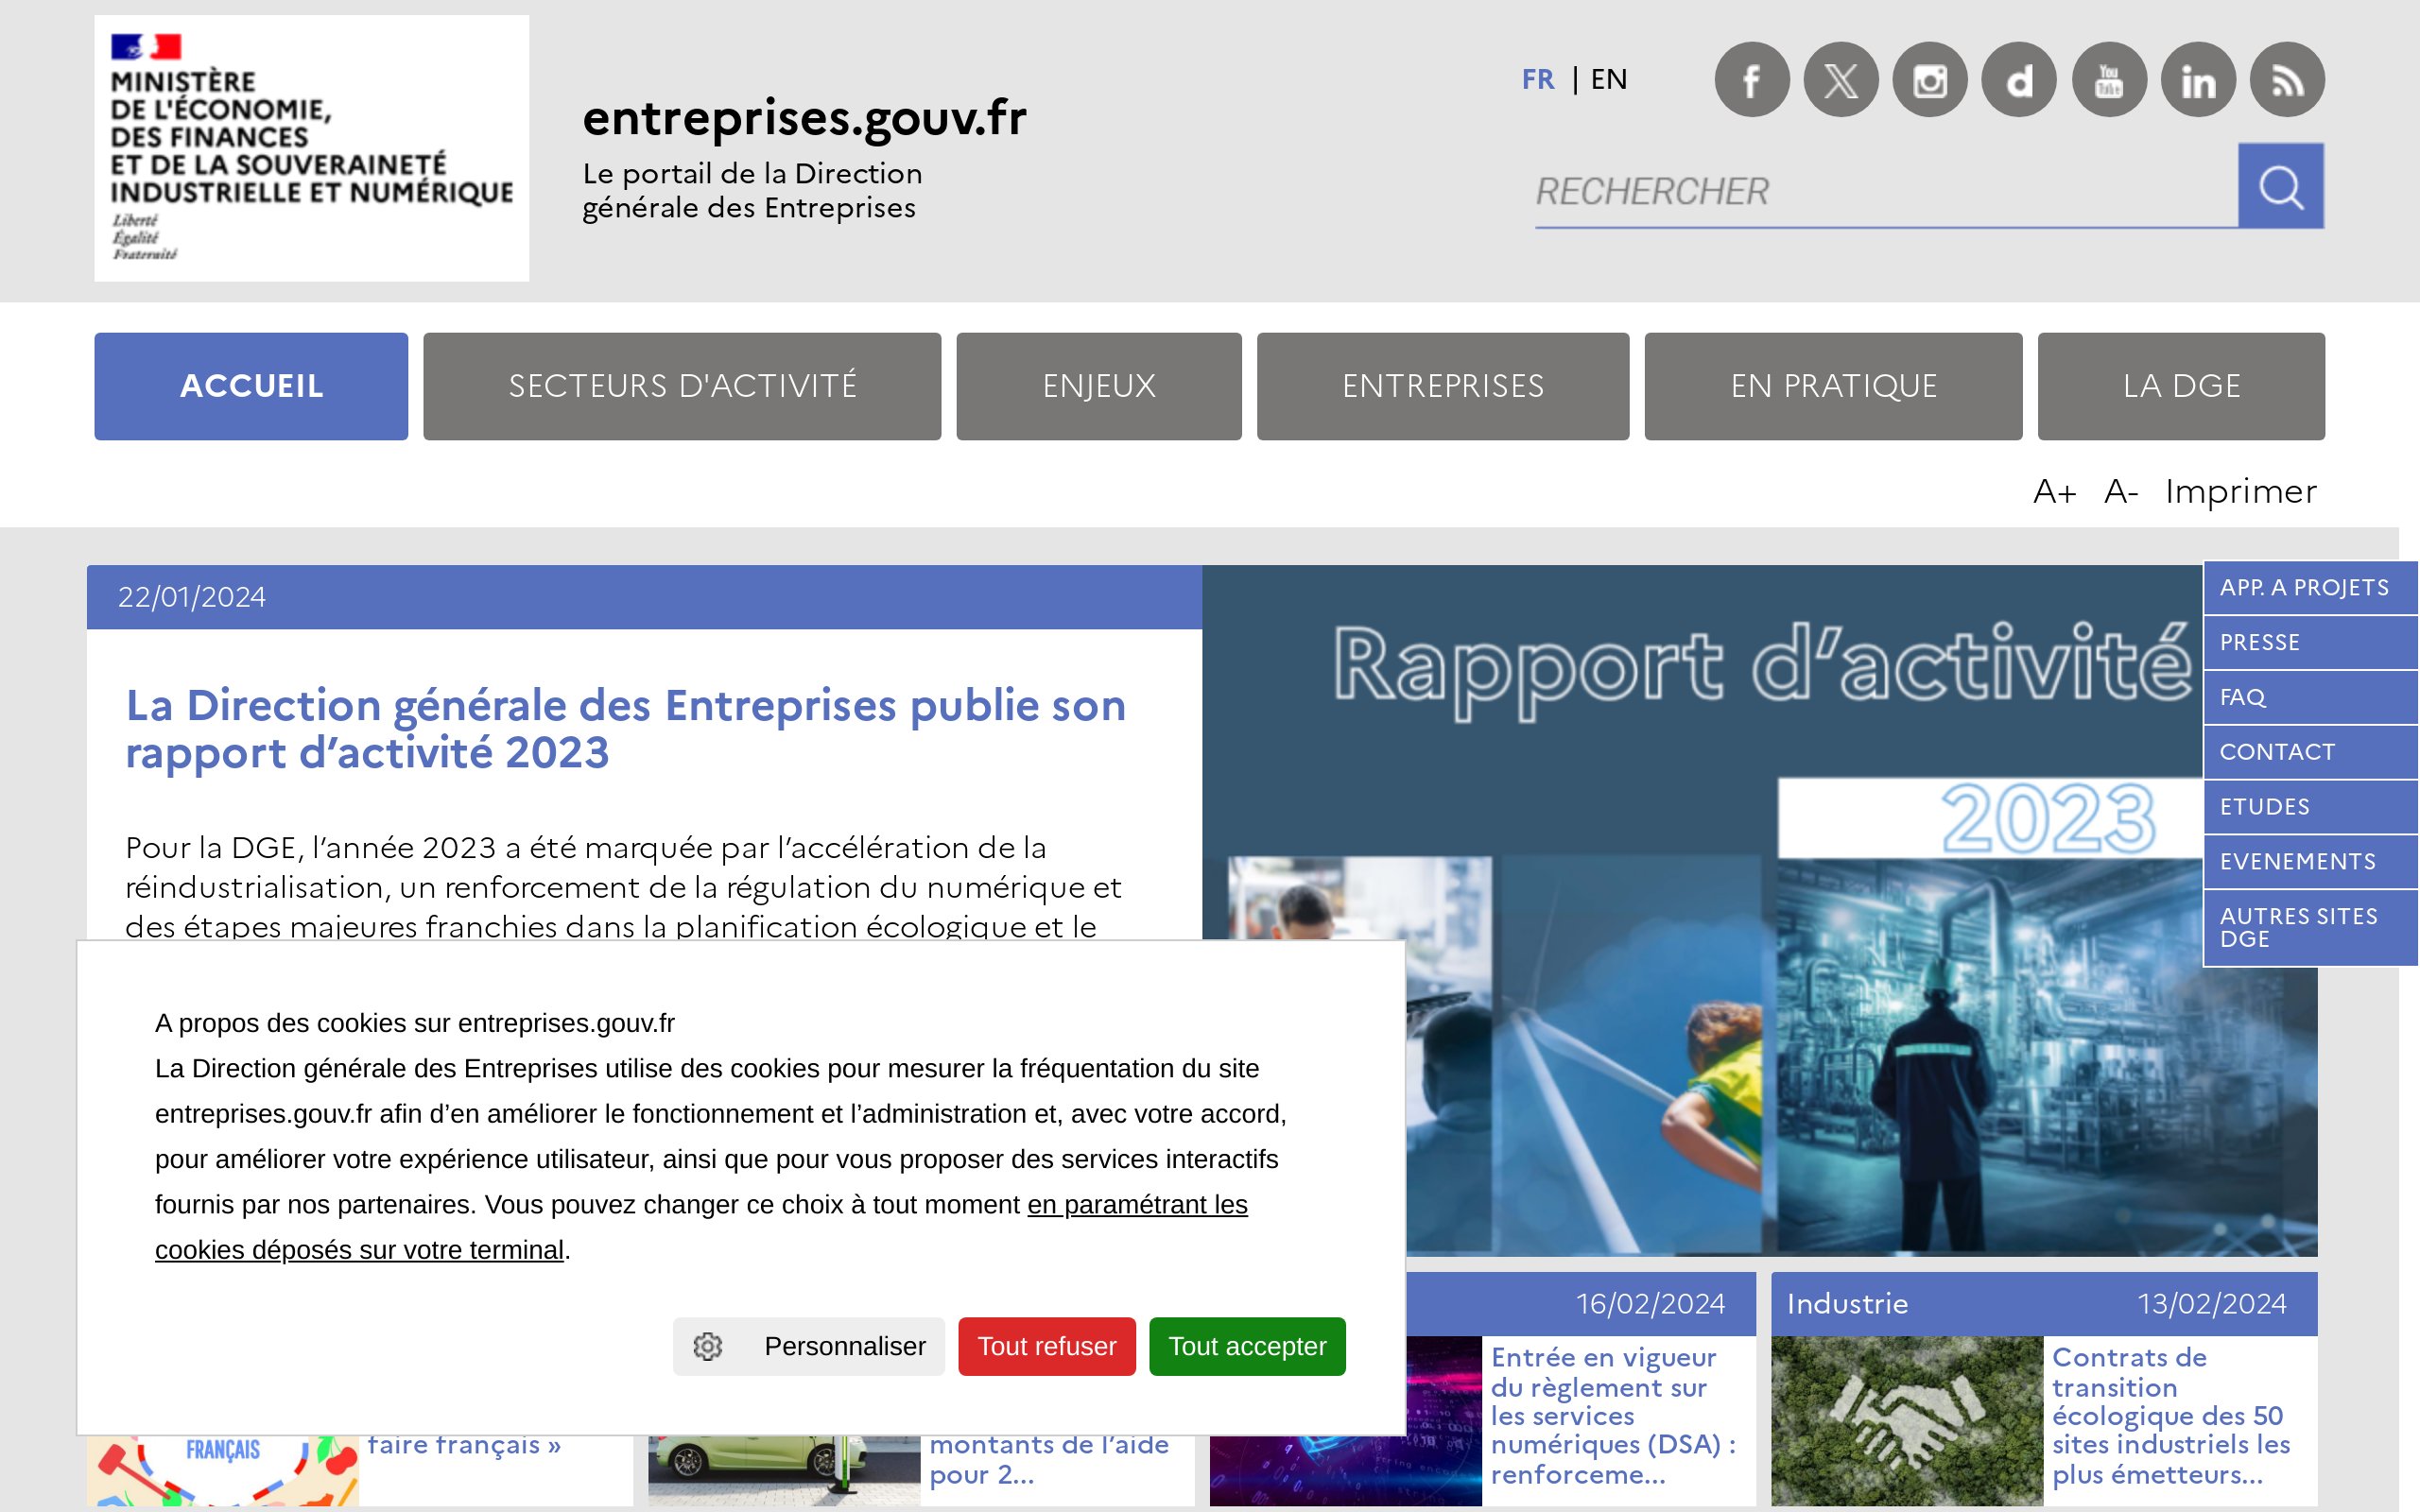 MINISTÈRE
DE L'ÉCONOMIE,
DES FINANCES
ET DE LA SOUVERAINETÉ
INDUSTRIELLE ET NUMÉRIQUE
Liberté
Égalité
Fraternité
entreprises.gouv.fr
Le portail de la Direction
générale des Entreprises
FR | EN
You Tube
RECHERCHER
ACCUEIL SECTEURS D'ACTIVITÉ ENJEUX ENTREPRISES EN PRATIQUE LA DGE
A+ A- Imprimer
22/01/2024
La Direction générale des Entreprises publie son
rapport d’activité 2023
Pour la DGE, l’année 2023 a été marquée par l’accélération de la
réindustrialisation, un renforcement de la régulation du numérique et
des étapes majeures franchies dans la planification écologique et le
Rapport d’activité
2023
APP. A PROJETS
PRESSE
FAQ
CONTACT
ETUDES
EVENEMENTS
AUTRES SITES
DGE
A propos des cookies sur entreprises.gouv.fr
La Direction générale des Entreprises utilise des cookies pour mesurer la fréquentation du site
entreprises.gouv.fr afin d’en améliorer le fonctionnement et l’administration et, avec votre accord,
pour améliorer votre expérience utilisateur, ainsi que pour vous proposer des services interactifs
fournis par nos partenaires. Vous pouvez changer ce choix à tout moment en paramétrant les
cookies déposés sur votre terminal.
Personnaliser Tout refuser Tout accepter
FRANÇAIS
faire français »
montants de l’aide
pour 2...
16/02/2024
Entrée en vigueur
du règlement sur
les services
numériques (DSA) :
renforceme...
Industrie 13/02/2024
Contrats de
transition
écologique des 50
sites industriels les
plus émetteurs...